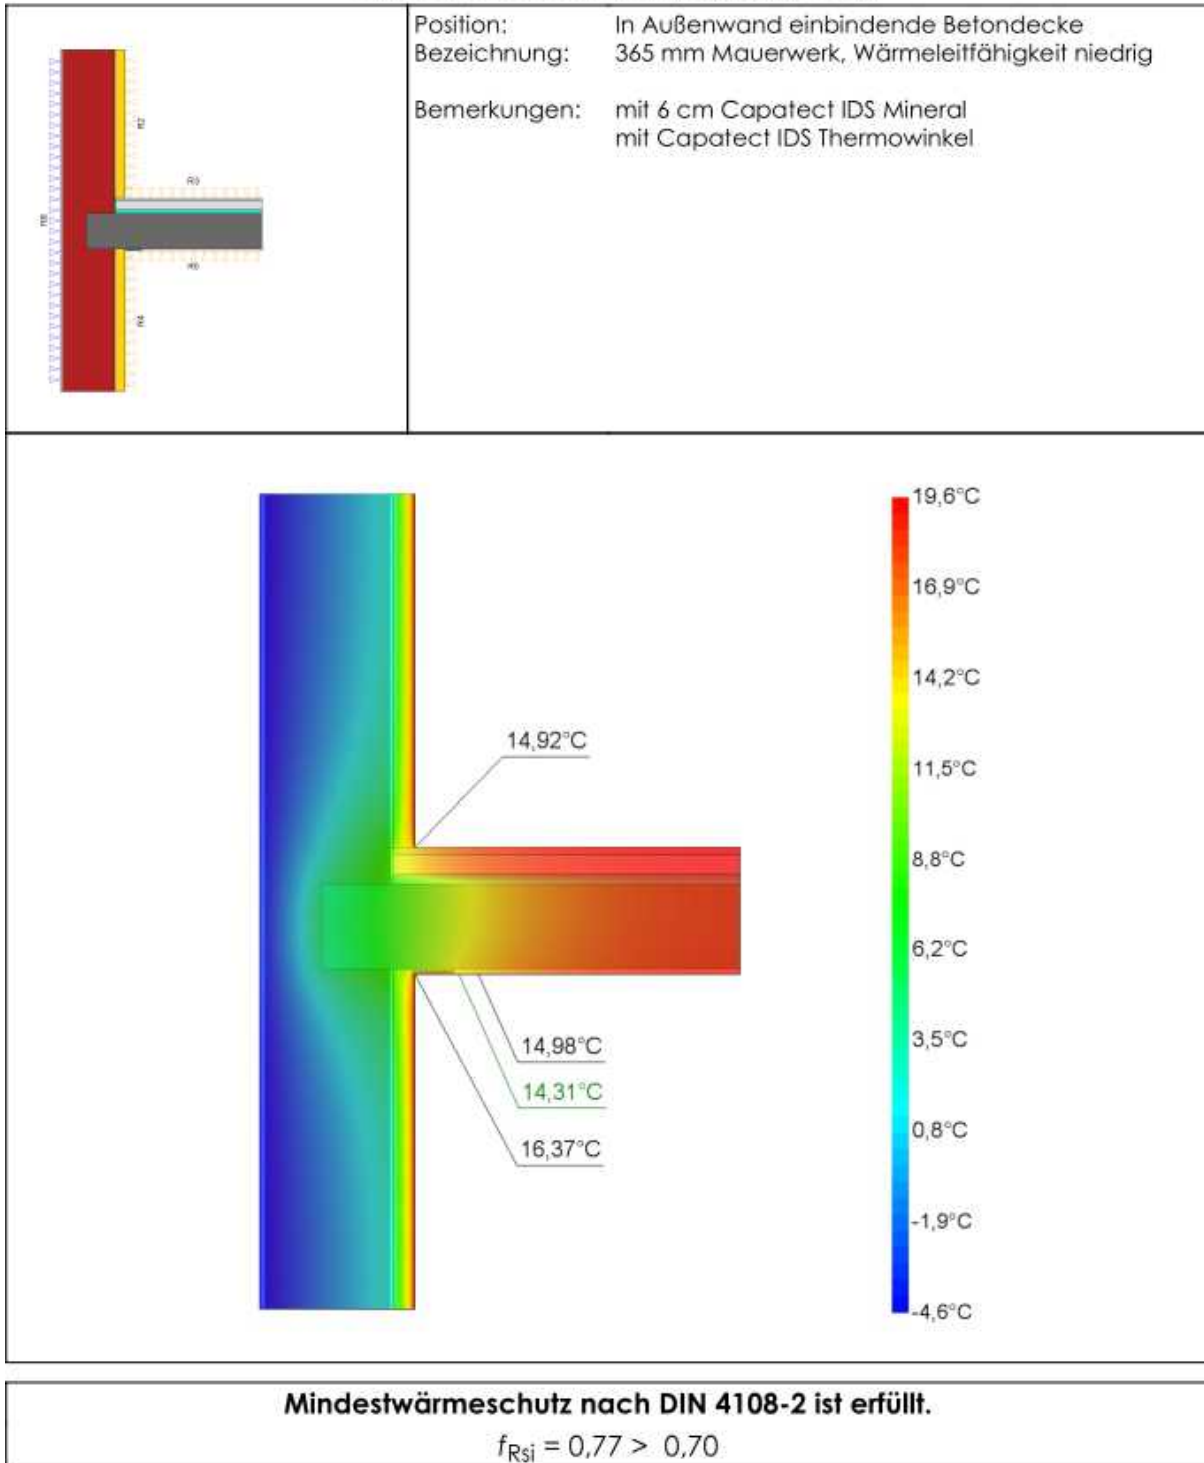 Position: In Außenwand einbindende Betondecke
Bezeichnung: 365 mm Mauerwerk, Wärmeleitfähigkeit niedrig
Bemerkungen: mit 6 cm Capatect IDS Mineral
mit Capatect IDS Thermowinkel
R2
R3
R4
19,6°C
16,9°C
14,2°C
14,92°C
11,5°C
8,8°C
6,2°C
3,5°C
14,98°C
14,31°C
0,8°C
16,37°C
-1,9°C
-4,6°C
Mindestwärmeschutz nach DIN 4108-2 ist erfüllt.
fRsi = 0,77 > 0,70